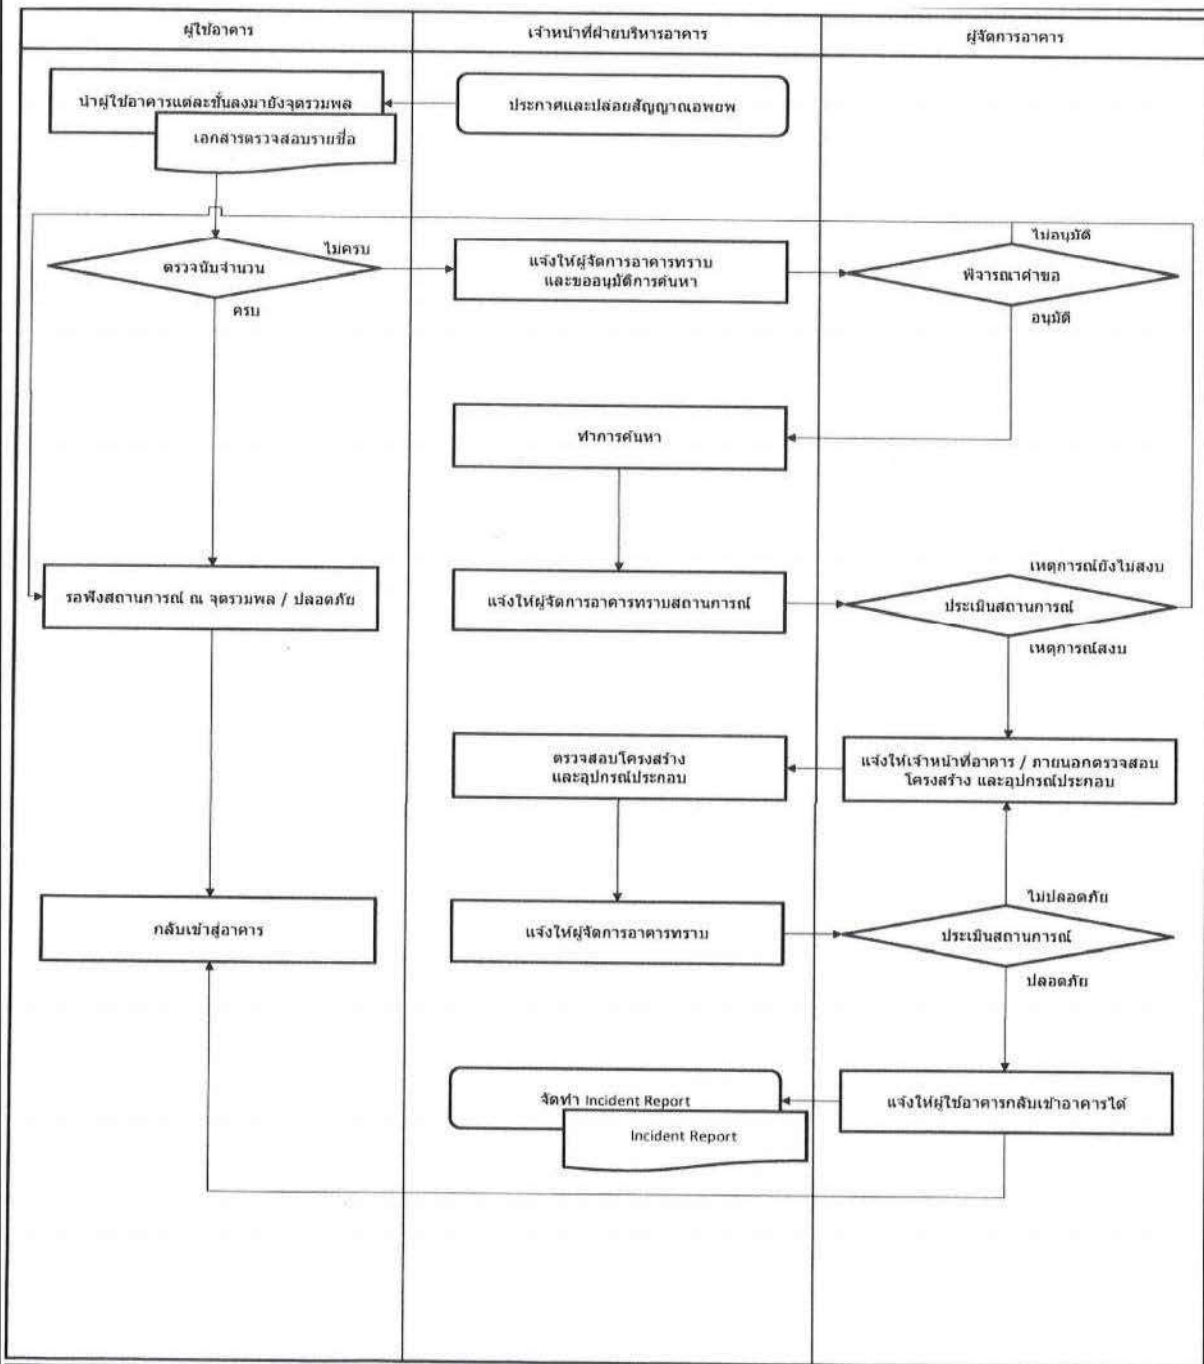 ผู้ใช้อาคาร
เจ้าหน้าที่ฝ่ายบริหารอาคาร
ผู้จัดการอาคาร
นำผู้ใช้อาคารแต่ละชั้นลงมายังจุดรวมพล
ประกาศและปล่อยสัญญาณอพยพ
เอกสารตรวจสอบรายชื่อ
ไม่อนุมัติ
ไม่ครบ
ตรวจนับจำนวน
แจ้งให้ผู้จัดการอาคารทราบ
และขออนุมัติการค้นหา
พิจารณาคำขอ
ครบ
อนุมัติ
ทำการค้นหา
เหตุการณ์ยังไม่สงบ
รอฟังสถานการณ์ ณ จุดรวมพล / ปลอดภัย
แจ้งให้ผู้จัดการอาคารทราบสถานการณ์
ประเมินสถานการณ์
เหตุการณ์สงบ
ตรวจสอบโครงสร้าง
และอุปกรณ์ประกอบ
แจ้งให้เจ้าหน้าที่อาคาร / ภายนอกตรวจสอบ
โครงสร้าง และอุปกรณ์ประกอบ
ไม่ปลอดภัย
กลับเข้าสู่อาคาร
แจ้งให้ผู้จัดการอาคารทราบ
ประเมินสถานการณ์
ปลอดภัย
จัดทำ Incident Report
แจ้งให้ผู้ใช้อาคารกลับเข้าอาคารได้
Incident Report